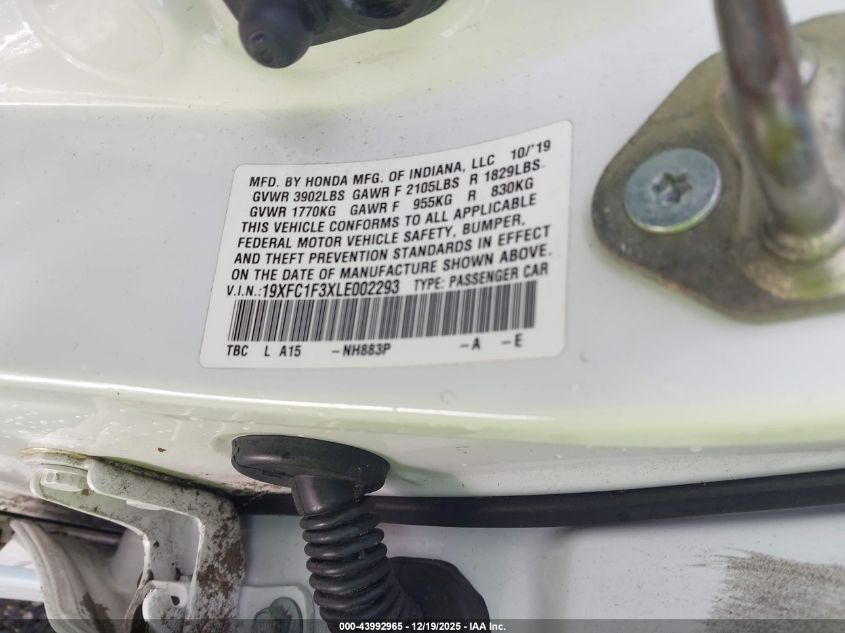 MFD. BY HONDA MFG. OF INDIANA, LLC 10/'19
GVWR 3902LBS GAWR F 2105LBS R 1829LBS
GVWR 1770KG GAWR F 955KG R 830KG
THIS VEHICLE CONFORMS TO ALL APPLICABLE
FEDERAL MOTOR VEHICLE SAFETY, BUMPER,
AND THEFT PREVENTION STANDARDS IN EFFECT
ON THE DATE OF MANUFACTURE SHOWN ABOVE.
V.I.N.:19XFC1F3XLE002293 TYPE: PASSENGER CAR
TBC L A15 -NH883P -A -E
000-43992965 - 12/19/2025 - IAA Inc.